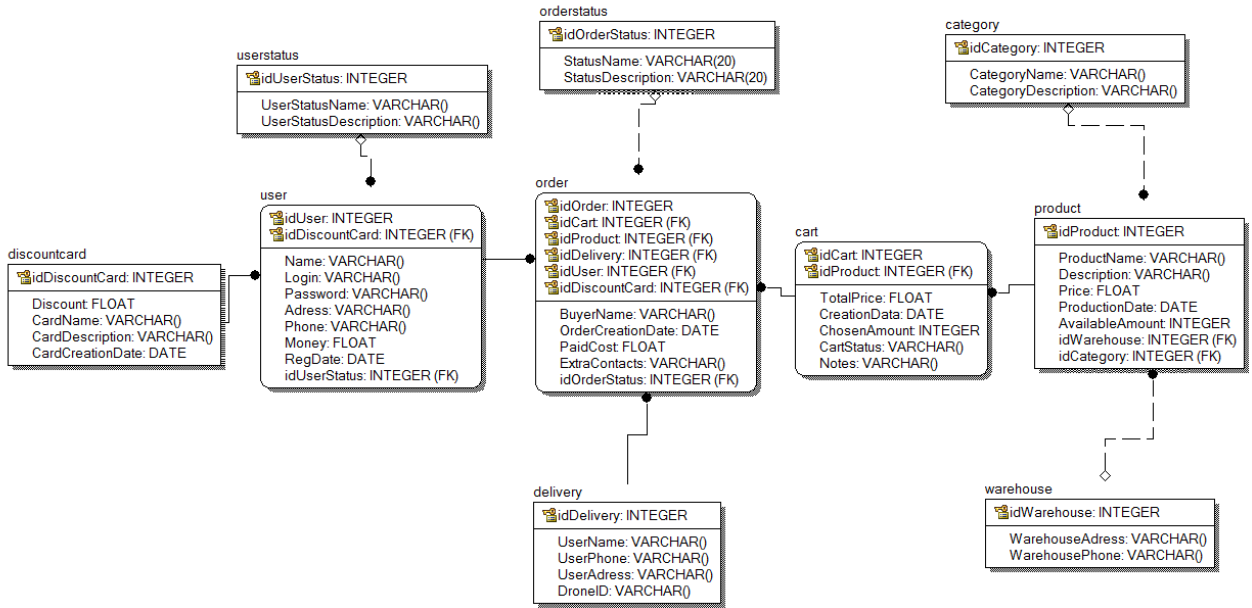 orderstatus
idOrderStatus: INTEGER
StatusName: VARCHAR(20)
StatusDescription: VARCHAR(20)
category
idCategory: INTEGER
CategoryName: VARCHAR()
CategoryDescription: VARCHAR()
userstatus
idUserStatus: INTEGER
UserStatusName: VARCHAR()
UserStatusDescription: VARCHAR()
discountcard
idDiscountCard: INTEGER
Discount: FLOAT
CardName: VARCHAR()
CardDescription: VARCHAR()
CardCreationDate: DATE
user
idUser: INTEGER
idDiscountCard: INTEGER (FK)
Name: VARCHAR()
Login: VARCHAR()
Password: VARCHAR()
Adress: VARCHAR()
Phone: VARCHAR()
Money: FLOAT
RegDate: DATE
idUserStatus: INTEGER (FK)
order
idOrder: INTEGER
idCart: INTEGER (FK)
idProduct: INTEGER (FK)
idDelivery: INTEGER (FK)
idUser: INTEGER (FK)
idDiscountCard: INTEGER (FK)
BuyerName: VARCHAR()
OrderCreationDate: DATE
PaidCost: FLOAT
ExtraContacts: VARCHAR()
idOrderStatus: INTEGER (FK)
cart
idCart: INTEGER
idProduct: INTEGER (FK)
TotalPrice: FLOAT
CreationData: DATE
ChosenAmount: INTEGER
CartStatus: VARCHAR()
Notes: VARCHAR()
product
idProduct: INTEGER
ProductName: VARCHAR()
Description: VARCHAR()
Price: FLOAT
ProductionDate: DATE
AvailableAmount: INTEGER
idWarehouse: INTEGER (FK)
idCategory: INTEGER (FK)
delivery
idDelivery: INTEGER
UserName: VARCHAR()
UserPhone: VARCHAR()
UserAdress: VARCHAR()
DroneID: VARCHAR()
warehouse
idWarehouse: INTEGER
WarehouseAdress: VARCHAR()
WarehousePhone: VARCHAR()